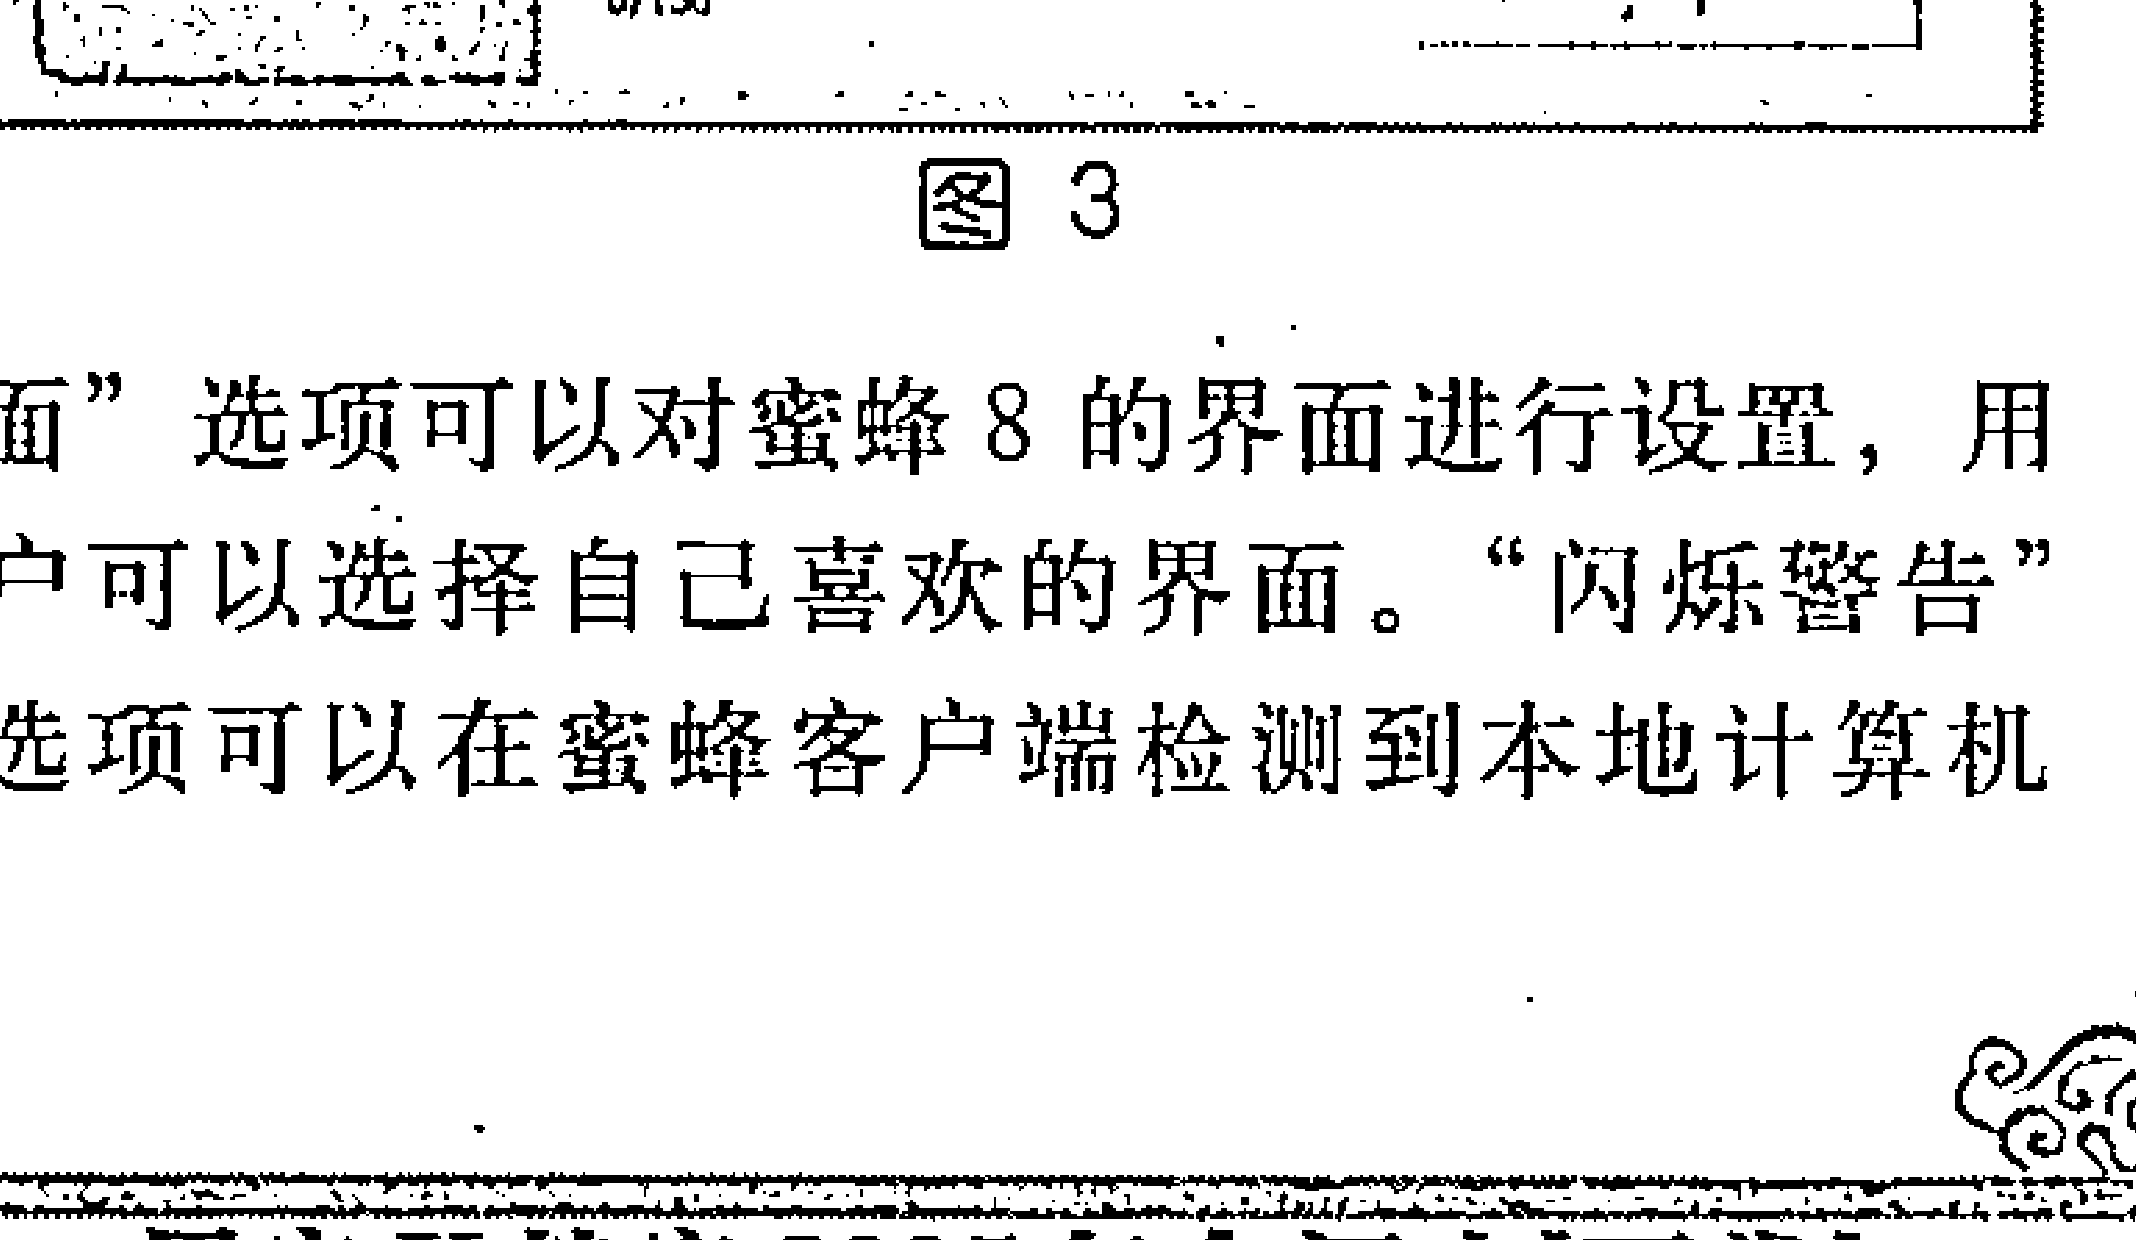 图 3
面” 选项可以对蜜蜂 8 的界面进行设置，用
户可以选择自己喜欢的界面。“闪烁警告”
选项可以在蜜蜂客户端检测到本地计算机